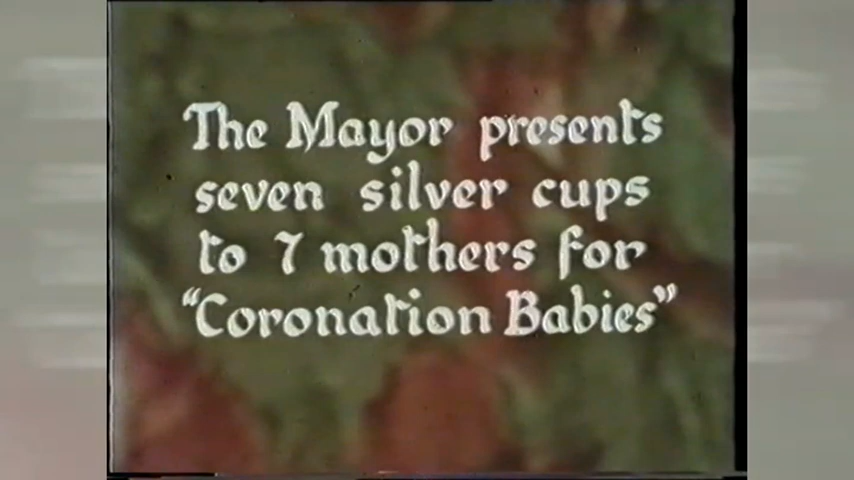 The Mayor presents
seven silver cups
to 7 mothers for
“Coronation Babies”